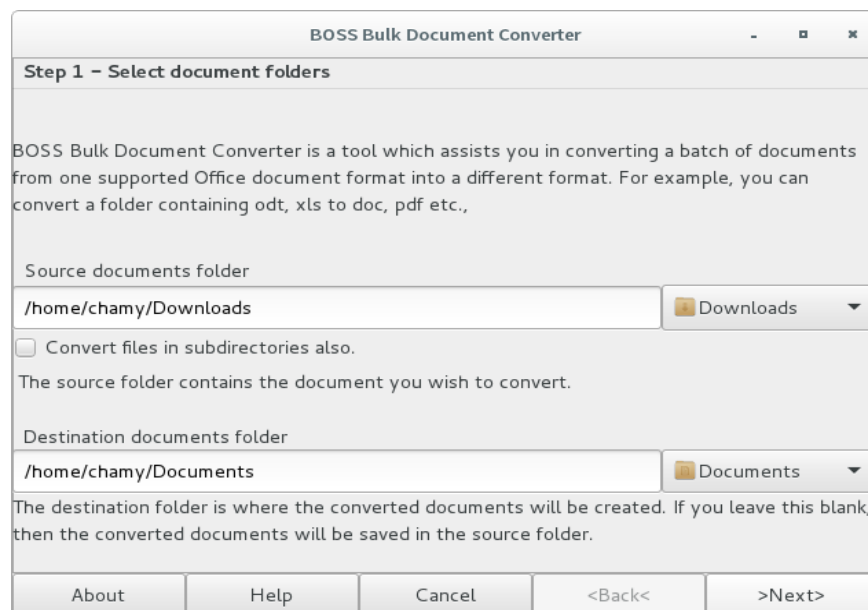 BOSS Bulk Document Converter
Step 1 - Select document folders
BOSS Bulk Document Converter is a tool which assists you in converting a batch of documents
from one supported Office document format into a different format. For example, you can
convert a folder containing odt, xls to doc, pdf etc.,
Source documents folder
/home/chamy/Downloads Downloads
Convert files in subdirectories also.
The source folder contains the document you wish to convert.
Destination documents folder
/home/chamy/Documents Documents
The destination folder is where the converted documents will be created. If you leave this blank,
then the converted documents will be saved in the source folder.
About Help Cancel <Back< >Next>